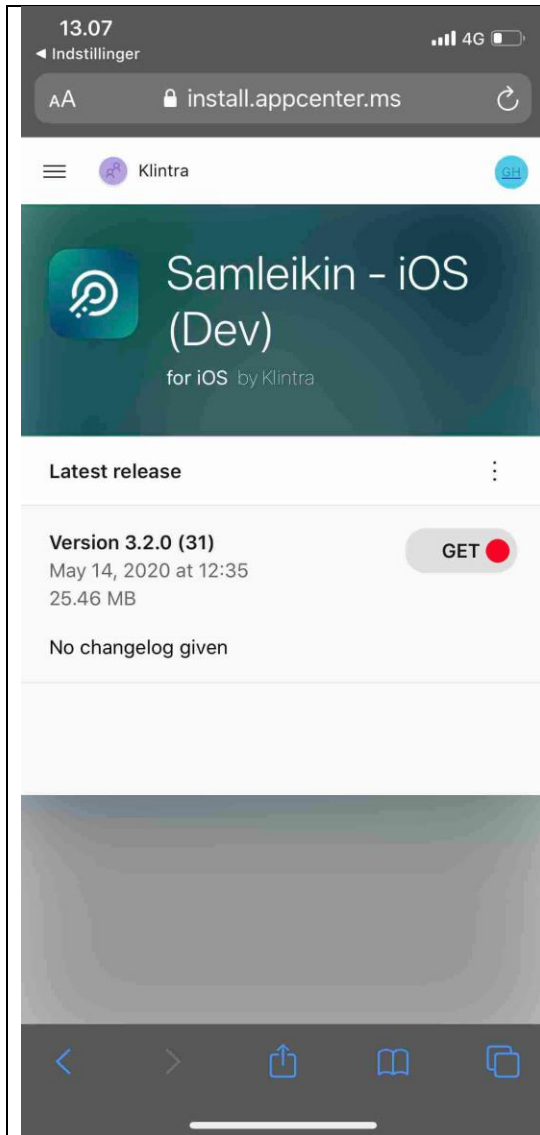 13.07
4G
◀ Indstillinger
AA install.appcenter.ms
Klintra
GH
Samleikin - iOS
(Dev)
for iOS by Klintra
Latest release
Version 3.2.0 (31)
GET
May 14, 2020 at 12:35
25.46 MB
No changelog given